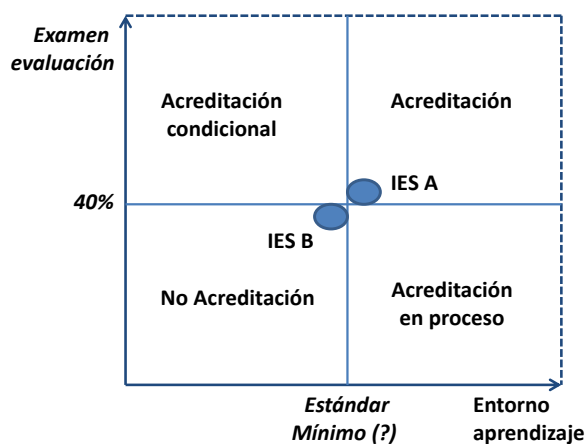 Examen
evaluación
Acreditación
condicional
Acreditación
IES A
40%
IES B
No Acreditación
Acreditación
en proceso
Estándar
Mínimo (?)
Entorno
aprendizaje